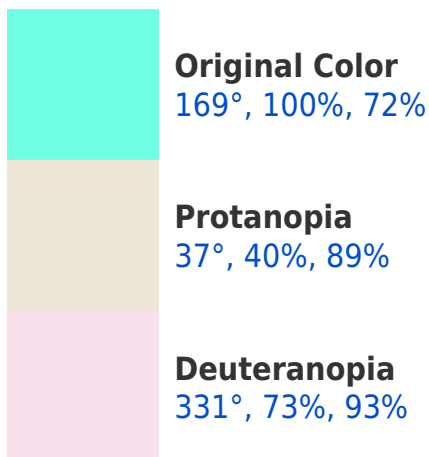 Original Color
169°, 100%, 72%
Protanopia
37°, 40%, 89%
Deuteranopia
331°, 73%, 93%